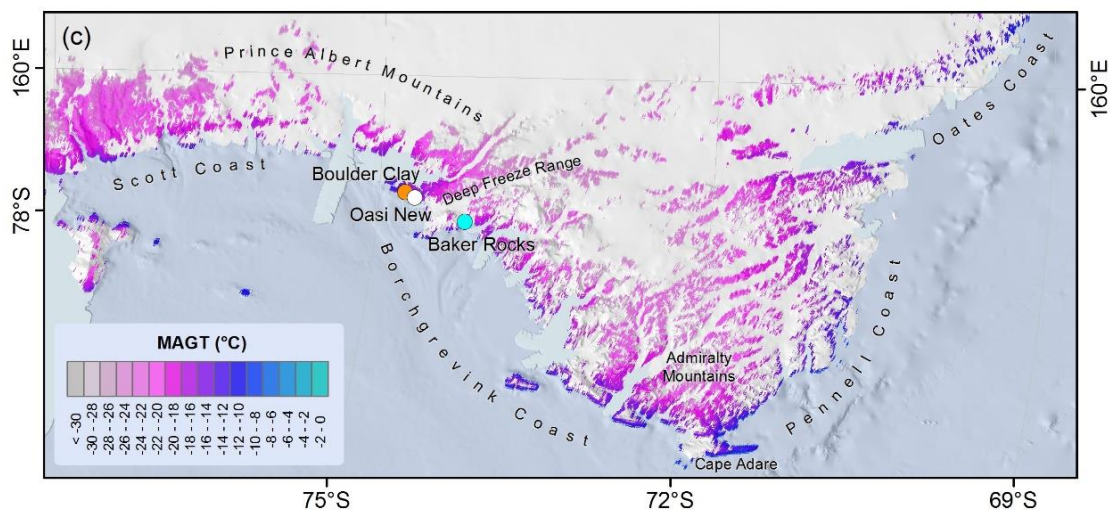 (c)
Prince Albert Mountains
160°E
160°E
Oates Coast
Scott Coast
Boulder Clay
Deep Freeze Range
78°S
Oasi New
Baker Rocks
Borchgrevink Coast
Pennell Coast
MAGT (°C)
< -30
-30 - -28
-28 - -26
-26 - -24
-24 - -22
-22 - -20
-20 - -18
-18 - -16
-16 - -14
-14 - -12
-12 - -10
-10 - -8
-8 - -6
-6 - -4
-4 - -2
-2 - 0
Admiralty
Mountains
Cape Adare
75°S
72°S
69°S